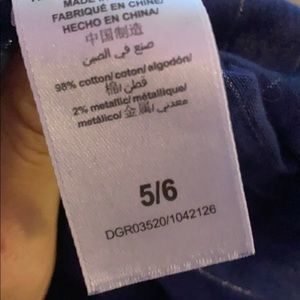 FABRIQUÉ EN CHINE/
HECHO EN CHINA/
中国制造
صنع في الصين
98% cotton/coton/algodón/
棉/قطن/
2% metallic/métallique/
metálico/金属/معدني
5/6
DGR03520/1042126